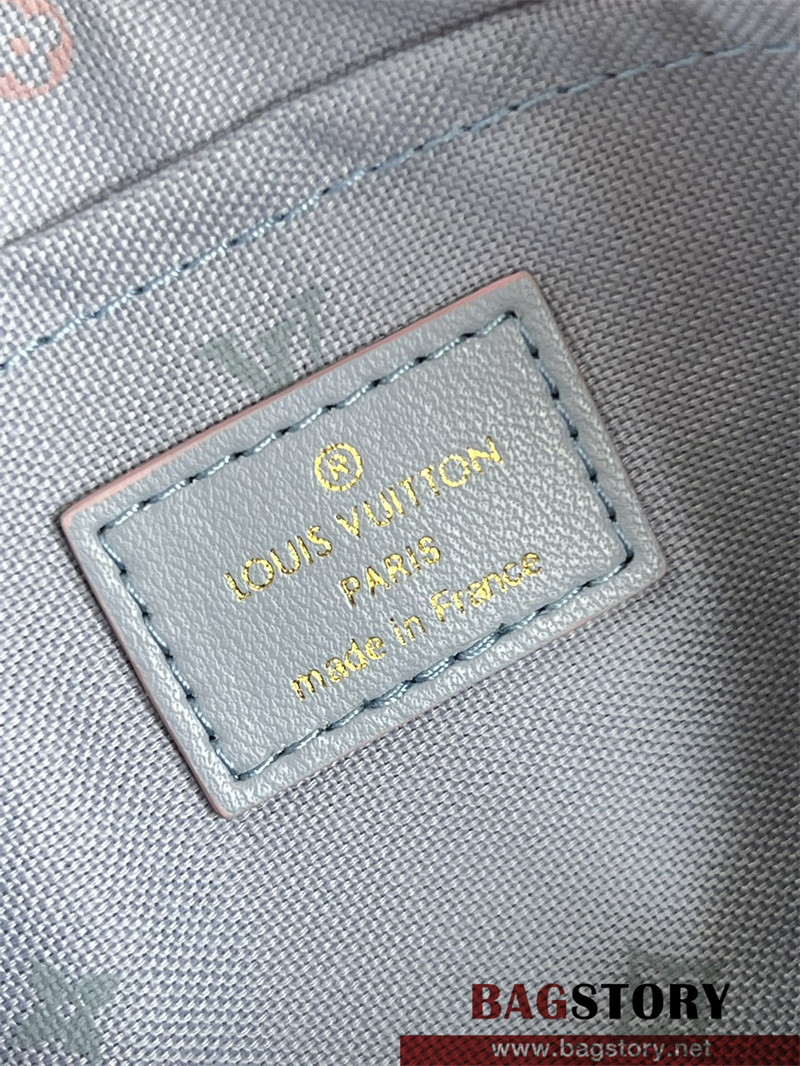 ®
LOUIS VUITTON
PARIS
made in France
BAGSTORY
www.bagstory.net